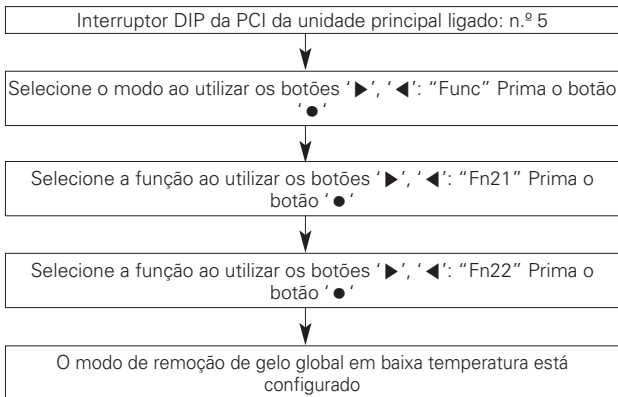 Interruptor DIP da PCI da unidade principal ligado: n.º 5
Selecione o modo ao utilizar os botões ‘▶’, ‘◀’: “Func” Prima o botão
‘ ● ‘
Selecione a função ao utilizar os botões ‘▶’, ‘◀’: “Fn21” Prima o
botão ‘ ● ‘
Selecione a função ao utilizar os botões ‘▶’, ‘◀’: “Fn22” Prima o
botão ‘ ● ‘
O modo de remoção de gelo global em baixa temperatura está
configurado